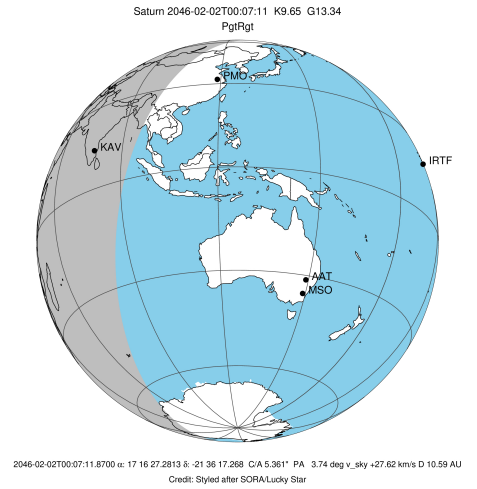 Saturn 2046-02-02T00:07:11 K9.65 G13.34
PgtRgt
PMO
KAV
IRTF
AAT
MSO
2046-02-02T00:07:11.8700 α: 17 16 27.2813 δ: -21 36 17.268 C/A 5.361" PA 3.74 deg v_sky +27.62 km/s D 10.59 AU
Credit: Styled after SORA/Lucky Star